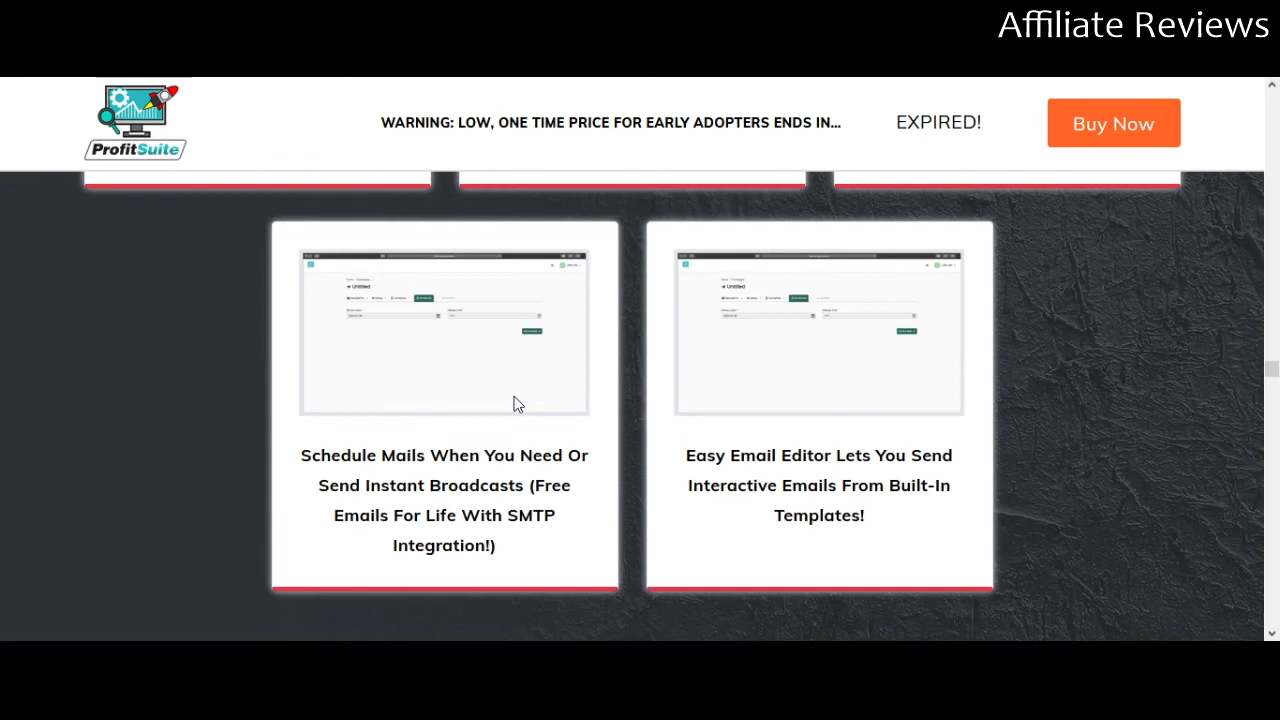 Affiliate Reviews
ProfitSuite
WARNING: LOW, ONE TIME PRICE FOR EARLY ADOPTERS ENDS IN...
EXPIRED!
Buy Now
Untitled
Untitled
Schedule Mails When You Need Or
Send Instant Broadcasts (Free
Emails For Life With SMTP
Integration!)
Easy Email Editor Lets You Send
Interactive Emails From Built-In
Templates!